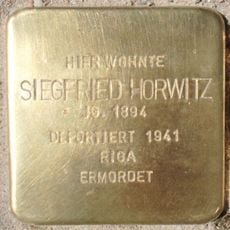 HIER WOHNTE
SIEGFRIED HORWITZ
JG. 1894
DEPORTIERT 1941
RIGA
ERMORDET